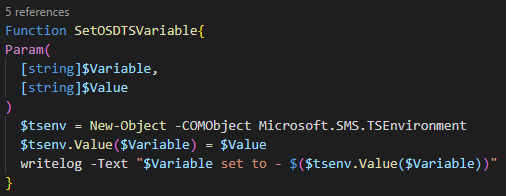 5 references
Function SetOSDTSVariable{
Param(
  [string]$Variable,
  [string]$Value
)
  $tsenv = New-Object -COMObject Microsoft.SMS.TSEnvironment
  $tsenv.Value($Variable) = $Value
  writelog -Text "$Variable set to - $($tsenv.Value($Variable))"
}